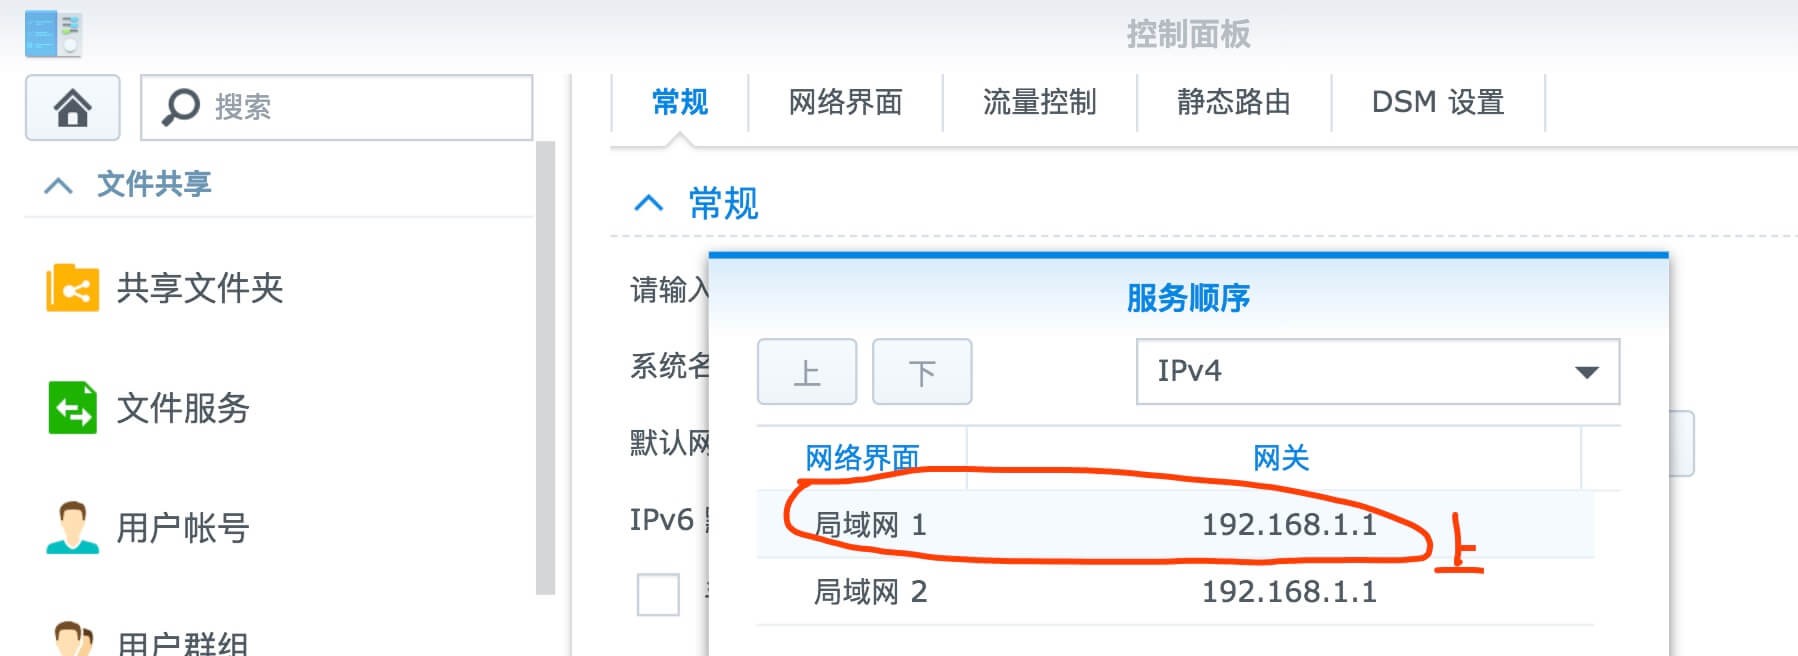 控制面板
搜索
常规 网络界面 流量控制 静态路由 DSM 设置
文件共享
常规
共享文件夹
请输入
服务顺序
系统名
上 下 IPv4
文件服务
默认网
网络界面 网关
用户帐号
IPv6
局域网 1 192.168.1.1 上
局域网 2 192.168.1.1
用户群组